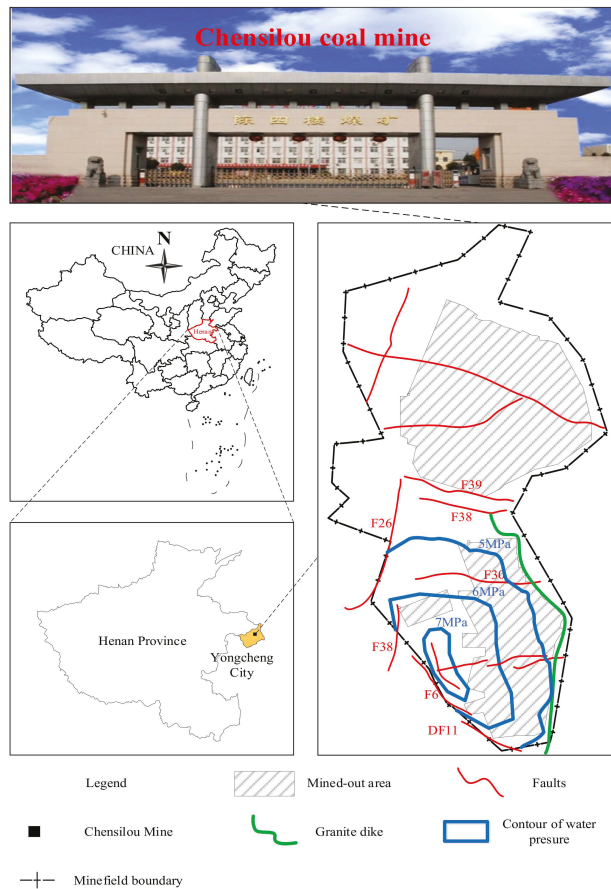 Chensilou coal mine
陈四楼煤矿
N
CHINA
Henan
Henan Province
Yongcheng
City
F39
F38
F26
5MPa
F30
6MPa
7MPa
F38
F6
DF11
Legend
Mined-out area
Faults
Chensilou Mine
Granite dike
Contour of water
presure
Minefield boundary